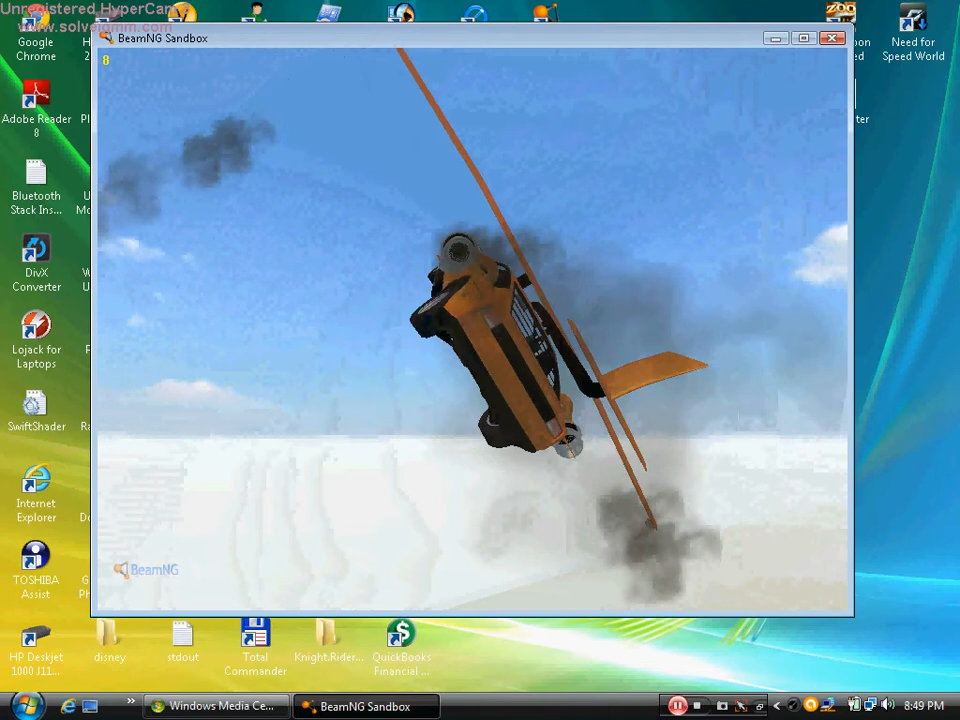 Unregistered HyperCam
www.solveigmm.com
BeamNG Sandbox
8
Google
Chrome
Need for
Speed World
Adobe Reader
8
Bluetooth
Stack Ins...
DivX
Converter
Lojack for
Laptops
SwiftShader
Internet
Explorer
TOSHIBA
Assist
BeamNG
HP Deskjet
1000 J11...
disney
stdout
Total
Commander
Knight.Rider...
QuickBooks
Financial ...
Windows Media Ce...
BeamNG Sandbox
8:49 PM